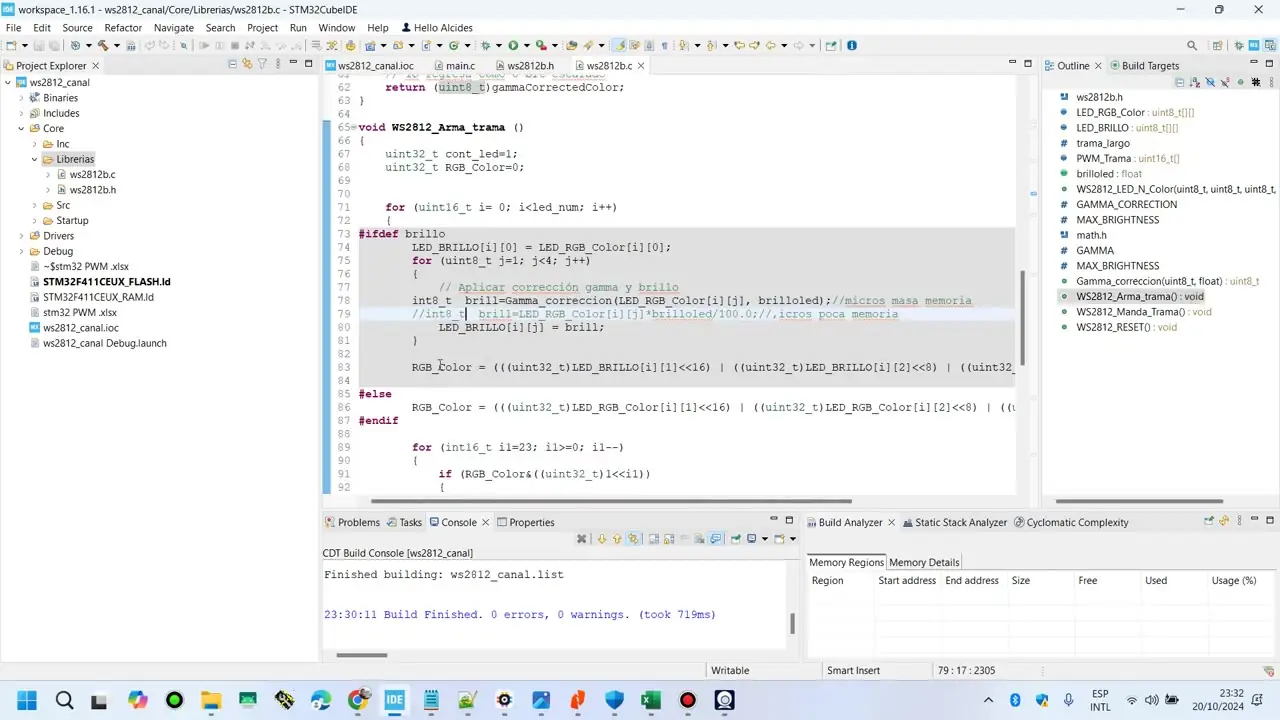 IDE workspace_1.16.1 - ws2812_canal/Core/Librerias/ws2812b.c - STM32CubeIDE
File Edit Source Refactor Navigate Search Project Run Window Help Hello Alcides
Project Explorer
ws2812_canal
Binaries
Includes
Core
Inc
Librerias
ws2812b.c
ws2812b.h
Src
Startup
Drivers
Debug
~$stm32 PWM .xlsx
STM32F411CEUX_FLASH.ld
STM32F411CEUX_RAM.ld
stm32 PWM .xlsx
ws2812_canal.ioc
ws2812_canal Debug.launch
ws2812_canal.ioc main.c ws2812b.h ws2812b.c
62 return (uint8_t)gammaCorrectedColor;
63 }
64
65 void WS2812_Arma_trama ()
66 {
67 uint32_t cont_led=1;
68 uint32_t RGB_Color=0;
69
70
71 for (uint16_t i= 0; i<led_num; i++)
72 {
73 #ifdef brillo
74 LED_BRILLO[i][0] = LED_RGB_Color[i][0];
75 for (uint8_t j=1; j<4; j++)
76 {
77 // Aplicar corrección gamma y brillo
78 int8_t brill=Gamma_correccion(LED_RGB_Color[i][j], brilloled);//micros masa memoria
79 //int8_t brill=LED_RGB_Color[i][j]*brilloled/100.0;//,icros poca memoria
80 LED_BRILLO[i][j] = brill;
81 }
82
83 RGB_Color = (((uint32_t)LED_BRILLO[i][1]<<16) | ((uint32_t)LED_BRILLO[i][2]<<8) | ((uint32_
84
85 #else
86 RGB_Color = (((uint32_t)LED_RGB_Color[i][1]<<16) | ((uint32_t)LED_RGB_Color[i][2]<<8) | ((u
87 #endif
88
89 for (int16_t i1=23; i1>=0; i1--)
90 {
91 if (RGB_Color&((uint32_t)1<<i1))
92 {
Outline Build Targets
ws2812b.h
LED_RGB_Color : uint8_t[][]
LED_BRILLO : uint8_t[][]
trama_largo
PWM_Trama : uint16_t[]
brilloled : float
WS2812_LED_N_Color(uint8_t, uint8_t, uint8_t,
GAMMA_CORRECTION
MAX_BRIGHTNESS
math.h
GAMMA
MAX_BRIGHTNESS
Gamma_correccion(uint8_t, float) : uint8_t
WS2812_Arma_trama() : void
WS2812_Manda_Trama() : void
WS2812_RESET() : void
Problems Tasks Console Properties
CDT Build Console [ws2812_canal]
Finished building: ws2812_canal.list
23:30:11 Build Finished. 0 errors, 0 warnings. (took 719ms)
Build Analyzer Static Stack Analyzer Cyclomatic Complexity
Memory Regions Memory Details
Region Start address End address Size Free Used Usage (%)
Writable Smart Insert 79 : 17 : 2305
IDE
ESP
INTL
23:32
20/10/2024